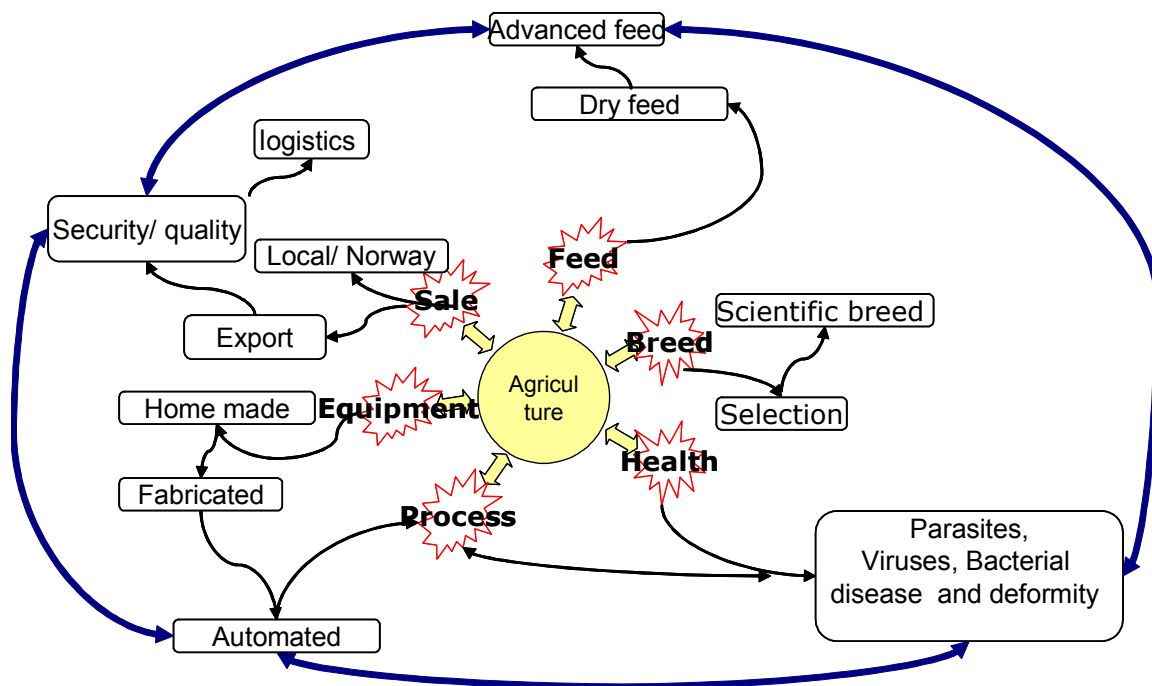 Advanced feed
Dry feed
logistics
Security/ quality
Local/ Norway
Feed
Sale
Export
Scientific breed
Breed
Selection
Agricul
ture
Home made
Equipment
Health
Fabricated
Process
Parasites,
Viruses, Bacterial
disease  and deformity
Automated